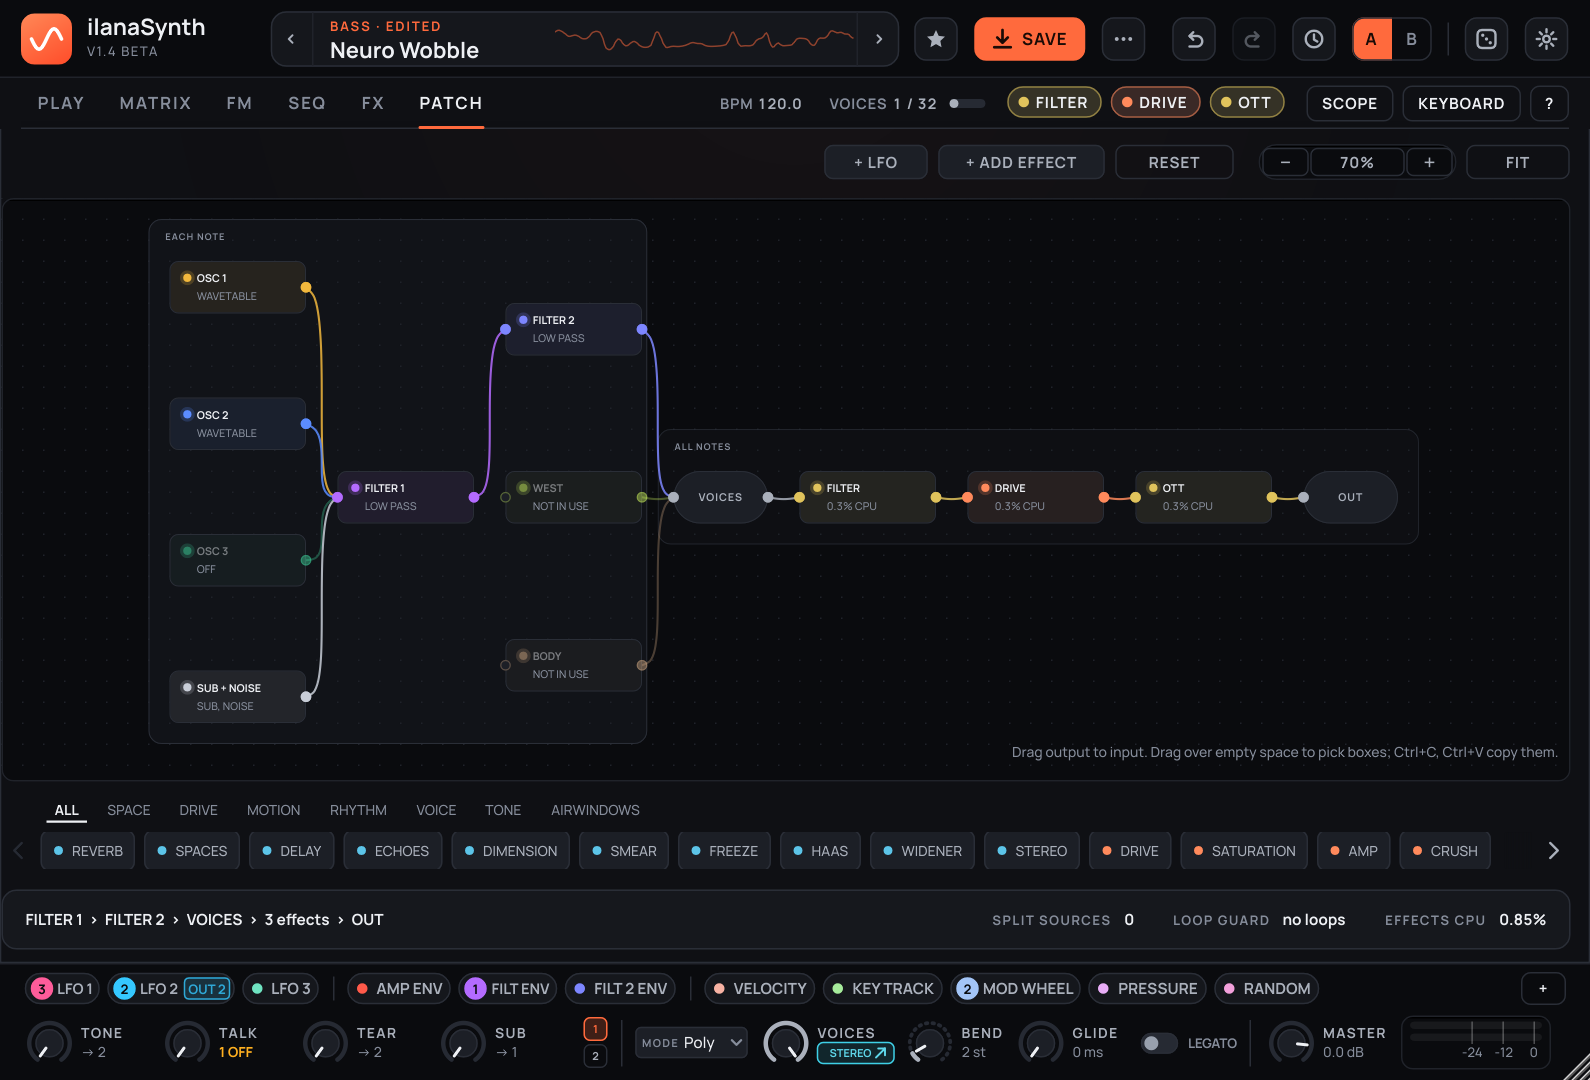 ilanaSynth
V1.4 BETA
BASS · EDITED
Neuro Wobble
SAVE
A B
PLAY MATRIX FM SEQ FX PATCH
BPM 120.0 VOICES 1 / 32
FILTER DRIVE OTT
SCOPE KEYBOARD ?
+ LFO + ADD EFFECT RESET − 70% + FIT
EACH NOTE
OSC 1
WAVETABLE
FILTER 2
LOW PASS
OSC 2
WAVETABLE
ALL NOTES
FILTER 1
LOW PASS
WEST
NOT IN USE
VOICES
FILTER
0.3% CPU
DRIVE
0.3% CPU
OTT
0.3% CPU
OUT
OSC 3
OFF
BODY
NOT IN USE
SUB + NOISE
SUB, NOISE
Drag output to input. Drag over empty space to pick boxes; Ctrl+C, Ctrl+V copy them.
ALL SPACE DRIVE MOTION RHYTHM VOICE TONE AIRWINDOWS
REVERB SPACES DELAY ECHOES DIMENSION SMEAR FREEZE HAAS WIDENER STEREO DRIVE SATURATION AMP CRUSH
FILTER 1 › FILTER 2 › VOICES › 3 effects › OUT
SPLIT SOURCES 0 LOOP GUARD no loops EFFECTS CPU 0.85%
3 LFO 1 2 LFO 2 OUT 2 LFO 3 AMP ENV 1 FILT ENV FILT 2 ENV VELOCITY KEY TRACK 2 MOD WHEEL PRESSURE RANDOM +
TONE
→ 2
TALK
1 OFF
TEAR
→ 2
SUB
→ 1
1
2
MODE Poly
VOICES
STEREO
BEND
2 st
GLIDE
0 ms
LEGATO
MASTER
0.0 dB
-24 -12 0